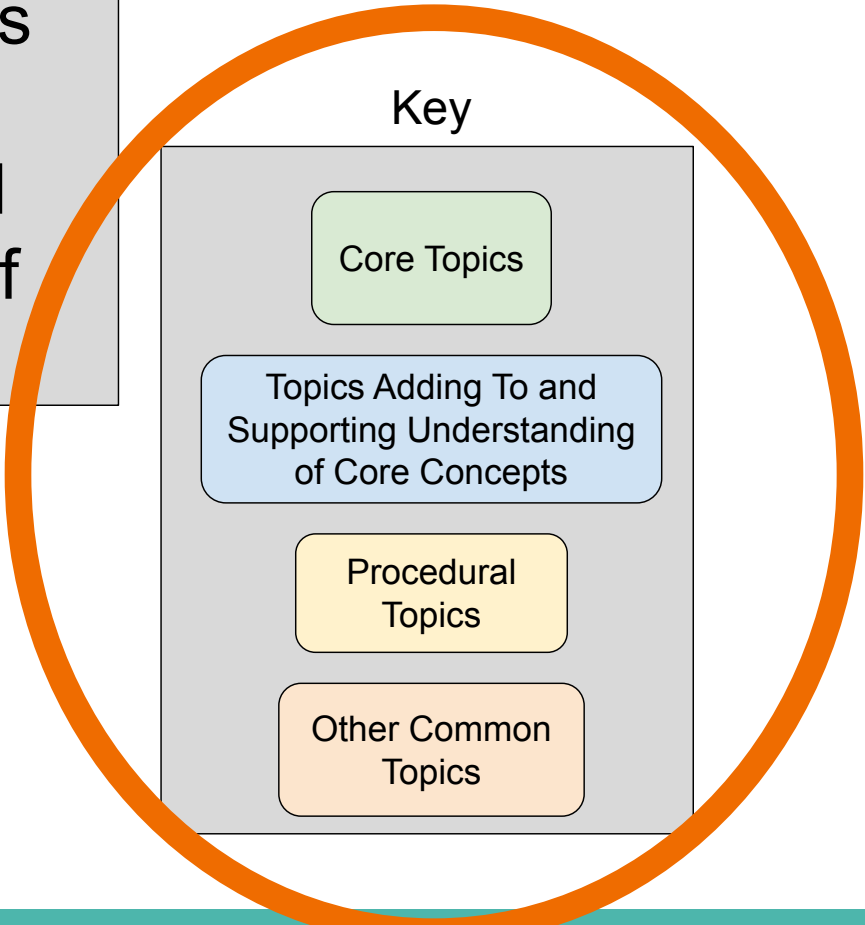 s
Key
f
Core Topics
Topics Adding To and
Supporting Understanding
of Core Concepts
Procedural
Topics
Other Common
Topics